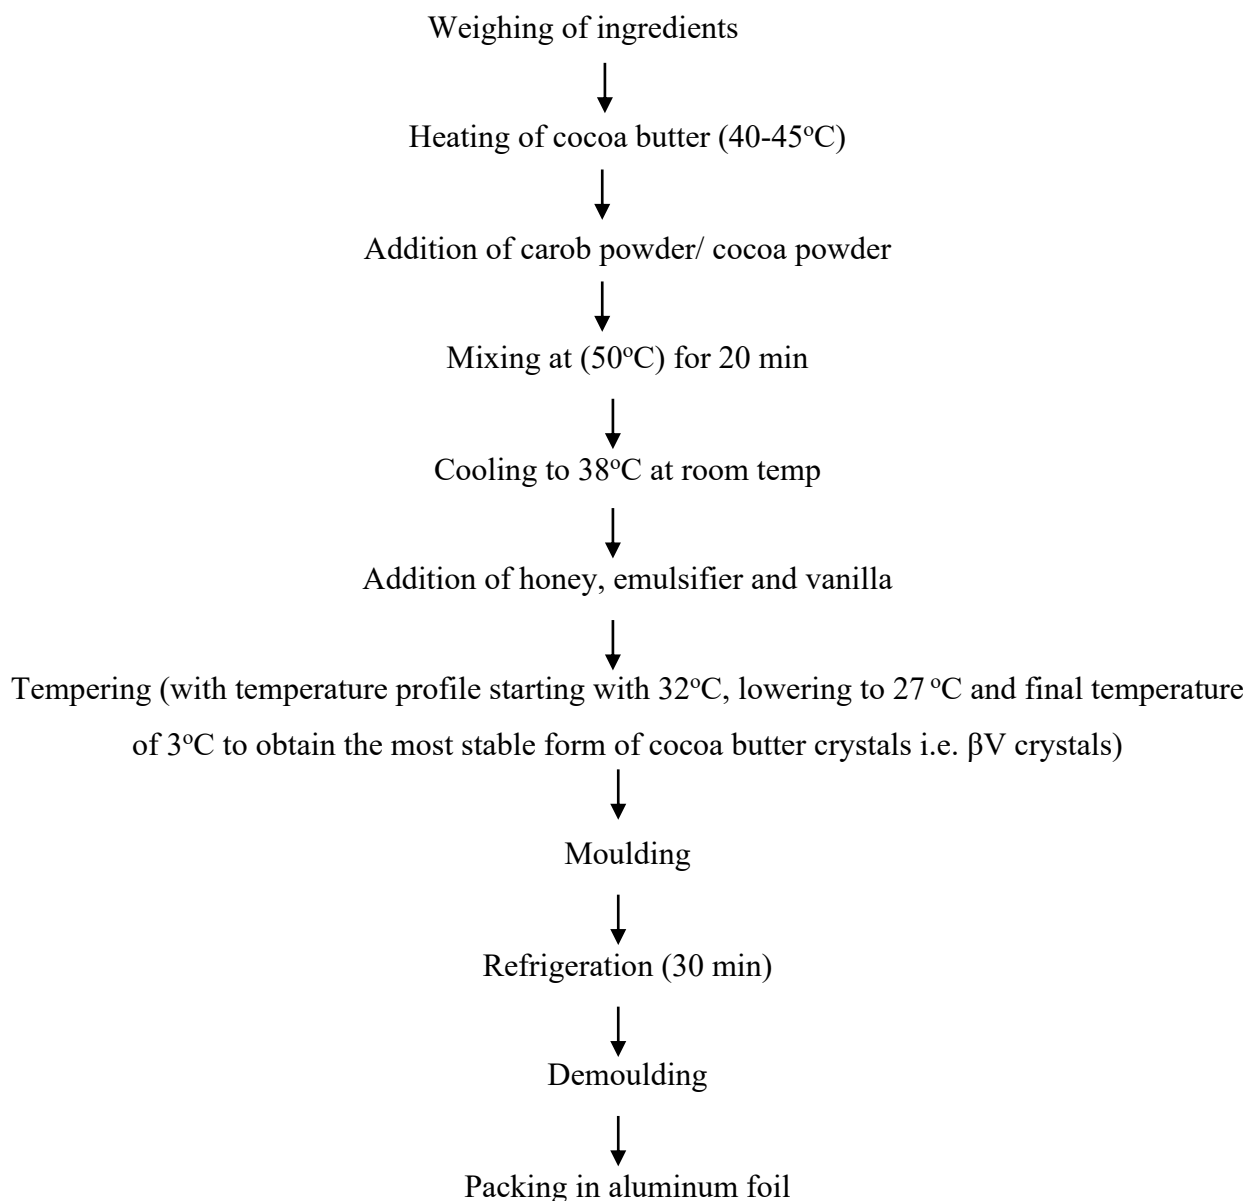 Weighing of ingredients
Heating of cocoa butter (40-45°C)
Addition of carob powder/ cocoa powder
Mixing at (50°C) for 20 min
Cooling to 38°C at room temp
Addition of honey, emulsifier and vanilla
Tempering (with temperature profile starting with 32°C, lowering to 27 °C and final temperature
of 3°C to obtain the most stable form of cocoa butter crystals i.e. βV crystals)
Moulding
Refrigeration (30 min)
Demoulding
Packing in aluminum foil